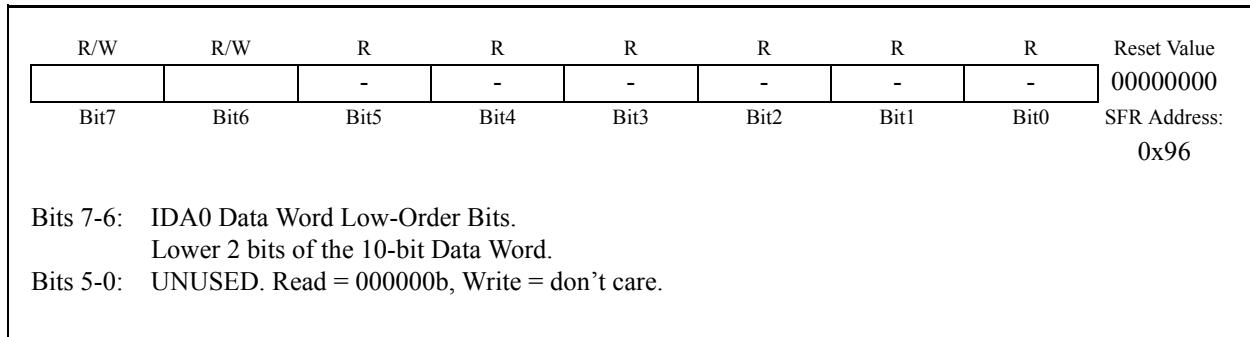 R/W R/W R R R R R R Reset Value
- - - - - - 00000000
Bit7 Bit6 Bit5 Bit4 Bit3 Bit2 Bit1 Bit0 SFR Address:
0x96
Bits 7-6: IDA0 Data Word Low-Order Bits.
Lower 2 bits of the 10-bit Data Word.
Bits 5-0: UNUSED. Read = 000000b, Write = don’t care.